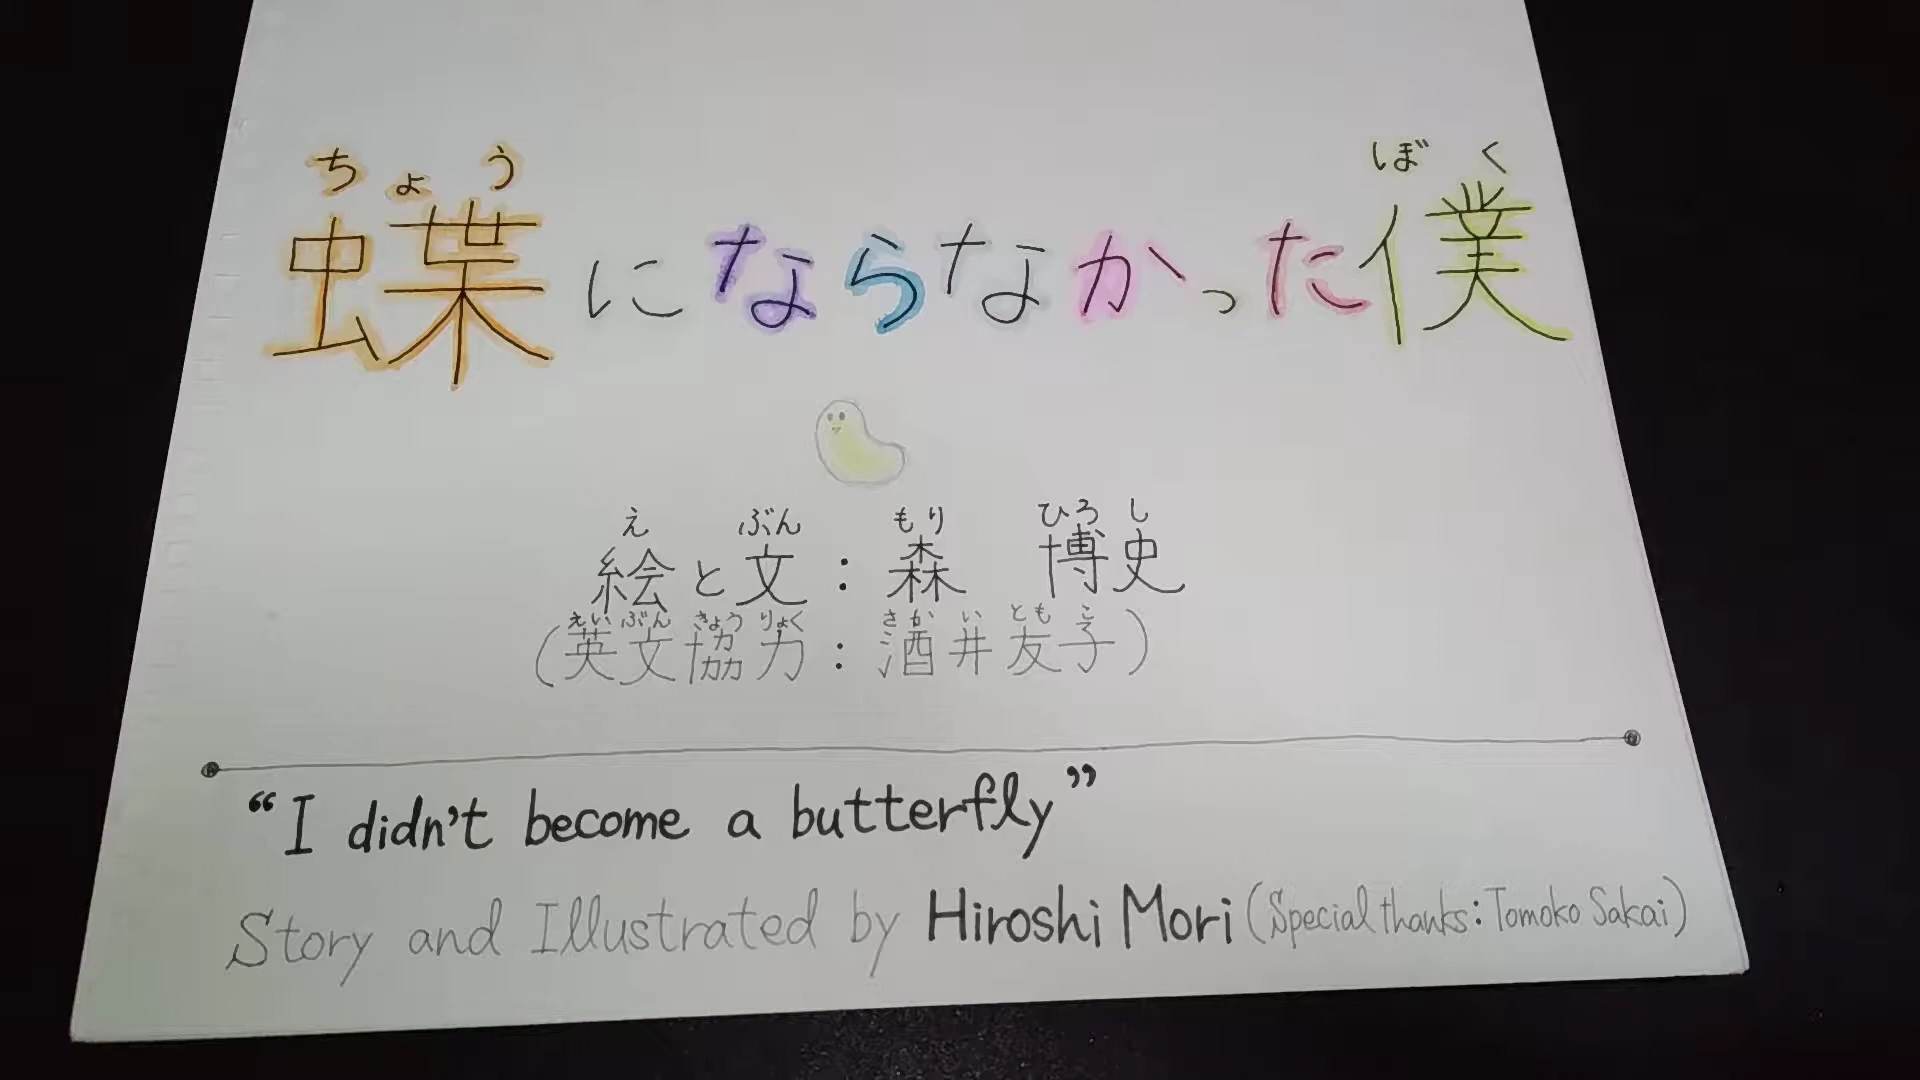 ちょう ぼく
蝶にならなかった僕
え ぶん もり ひろし
絵と文：森 博史
えいぶんきょうりょく さかいともこ
（英文協力：酒井友子）
“I didn't become a butterfly”
Story and Illustrated by Hiroshi Mori (Special thanks: Tomoko Sakai)